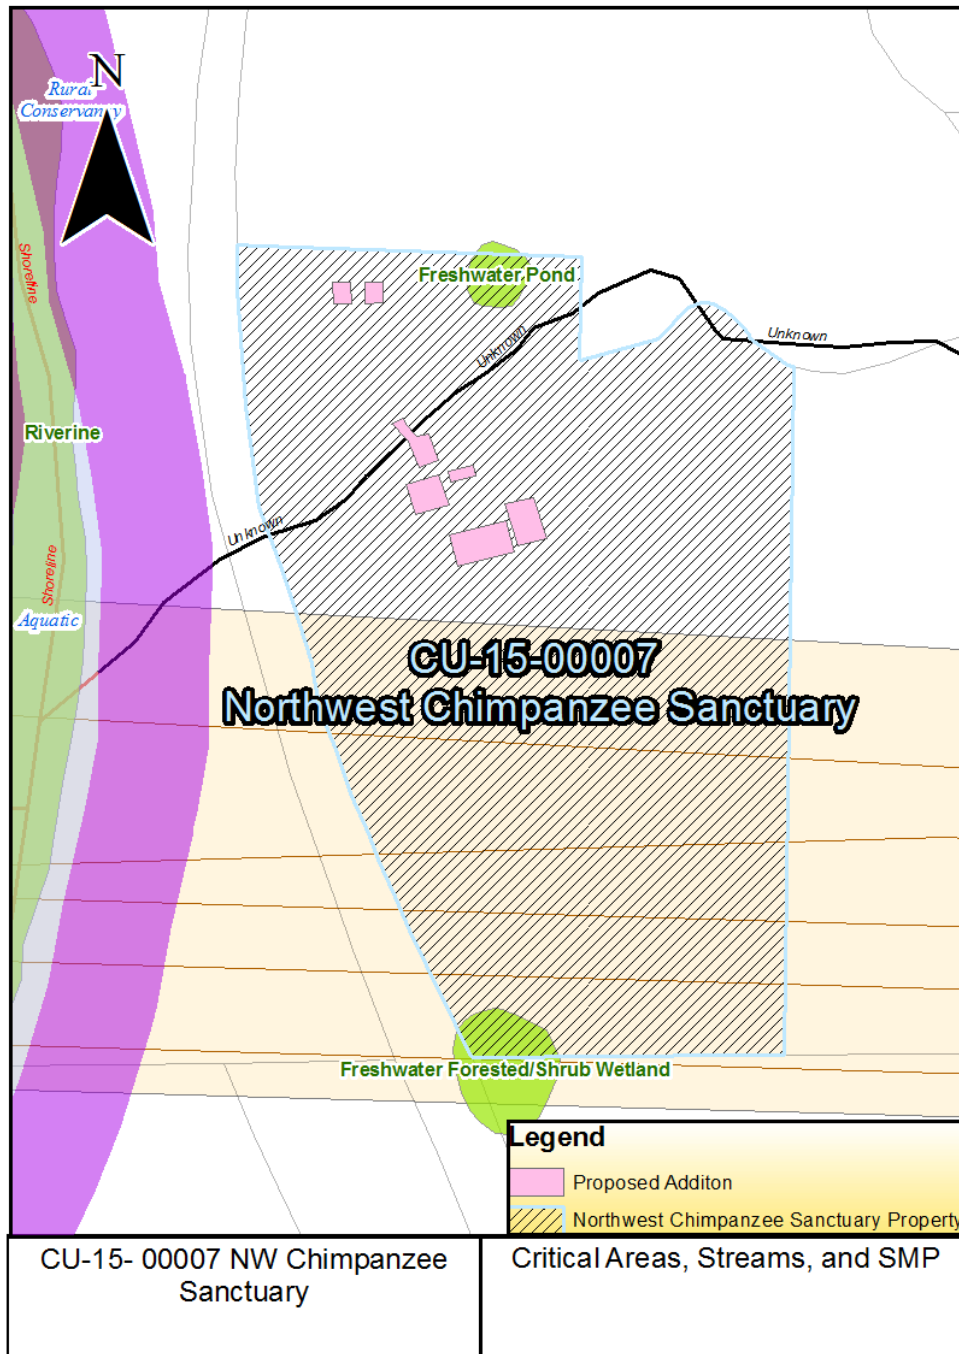 N
Rural
Conservancy
Shoreline
Freshwater Pond
Unknown
Unknown
Riverine
Unknown
Shoreline
Aquatic
CU-15-00007
Northwest Chimpanzee Sanctuary
Freshwater Forested/Shrub Wetland
Legend
Proposed Additon
Northwest Chimpanzee Sanctuary Property
CU-15- 00007 NW Chimpanzee
Sanctuary
Critical Areas, Streams, and SMP